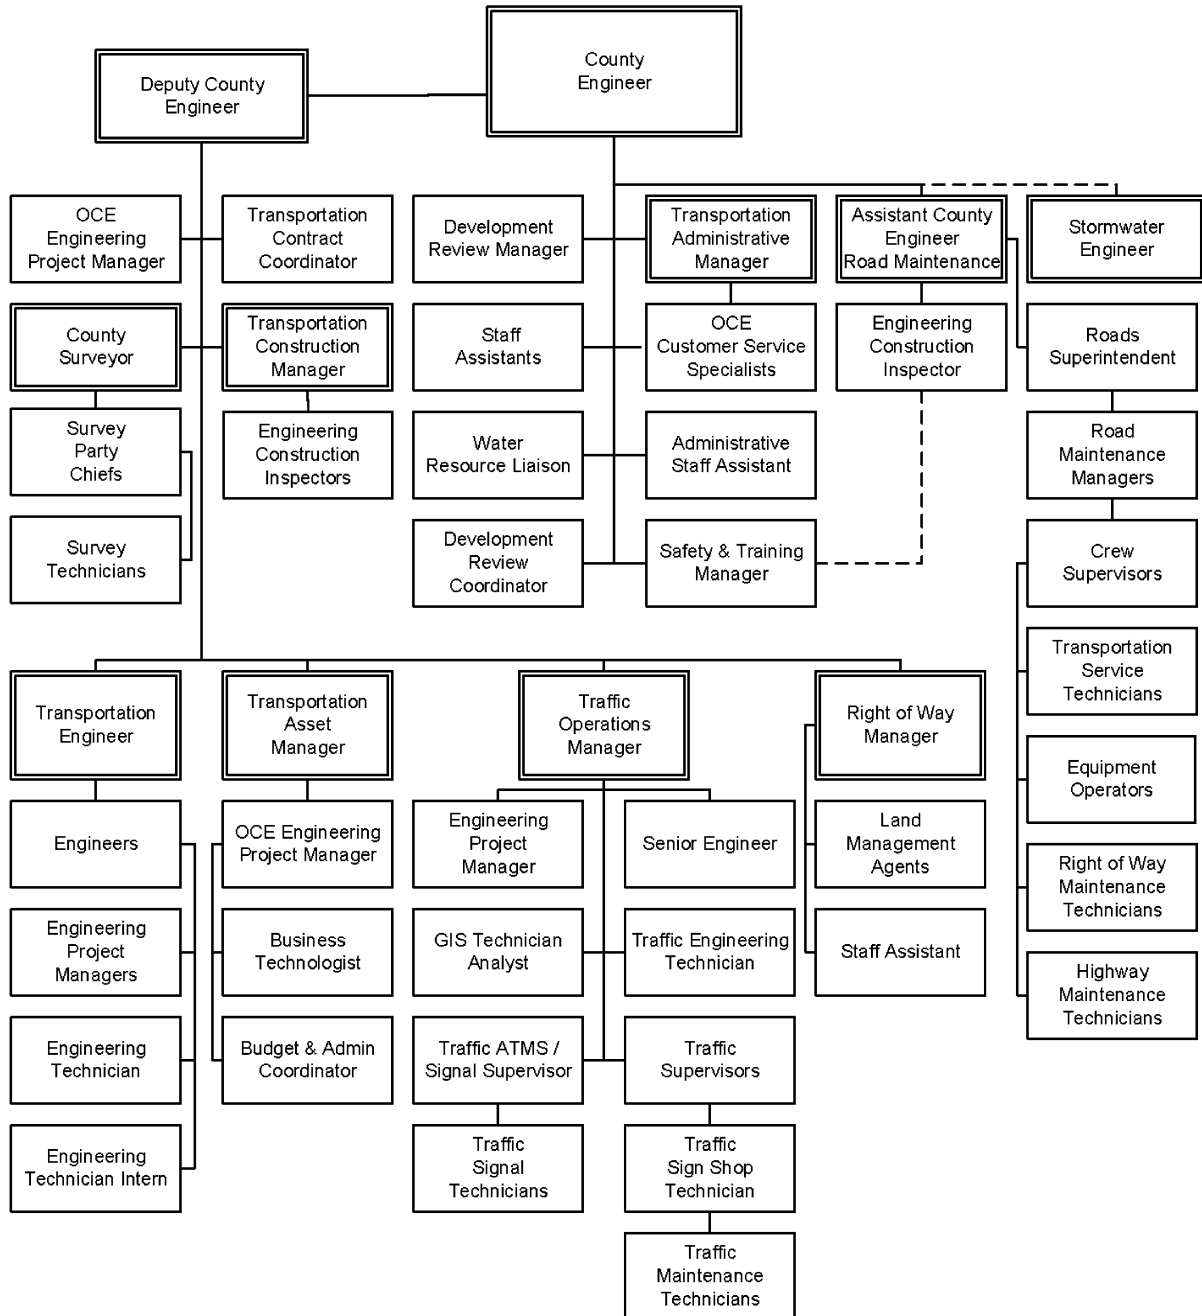 County
Engineer
Deputy County
Engineer
OCE
Engineering
Project Manager
Transportation
Contract
Coordinator
Development
Review Manager
Transportation
Administrative
Manager
Assistant County
Engineer
Road Maintenance
Stormwater
Engineer
County
Surveyor
Transportation
Construction
Manager
Staff
Assistants
OCE
Customer Service
Specialists
Engineering
Construction
Inspector
Roads
Superintendent
Survey
Party
Chiefs
Engineering
Construction
Inspectors
Water
Resource Liaison
Administrative
Staff Assistant
Road
Maintenance
Managers
Survey
Technicians
Development
Review
Coordinator
Safety & Training
Manager
Crew
Supervisors
Transportation
Service
Technicians
Transportation
Engineer
Transportation
Asset
Manager
Traffic
Operations
Manager
Right of Way
Manager
Equipment
Operators
Engineers
OCE Engineering
Project Manager
Engineering
Project
Manager
Senior Engineer
Land
Management
Agents
Right of Way
Maintenance
Technicians
Engineering
Project
Managers
Business
Technologist
GIS Technician
Analyst
Traffic Engineering
Technician
Staff Assistant
Highway
Maintenance
Technicians
Engineering
Technician
Budget & Admin
Coordinator
Traffic ATMS /
Signal Supervisor
Traffic
Supervisors
Engineering
Technician Intern
Traffic
Signal
Technicians
Traffic
Sign Shop
Technician
Traffic
Maintenance
Technicians